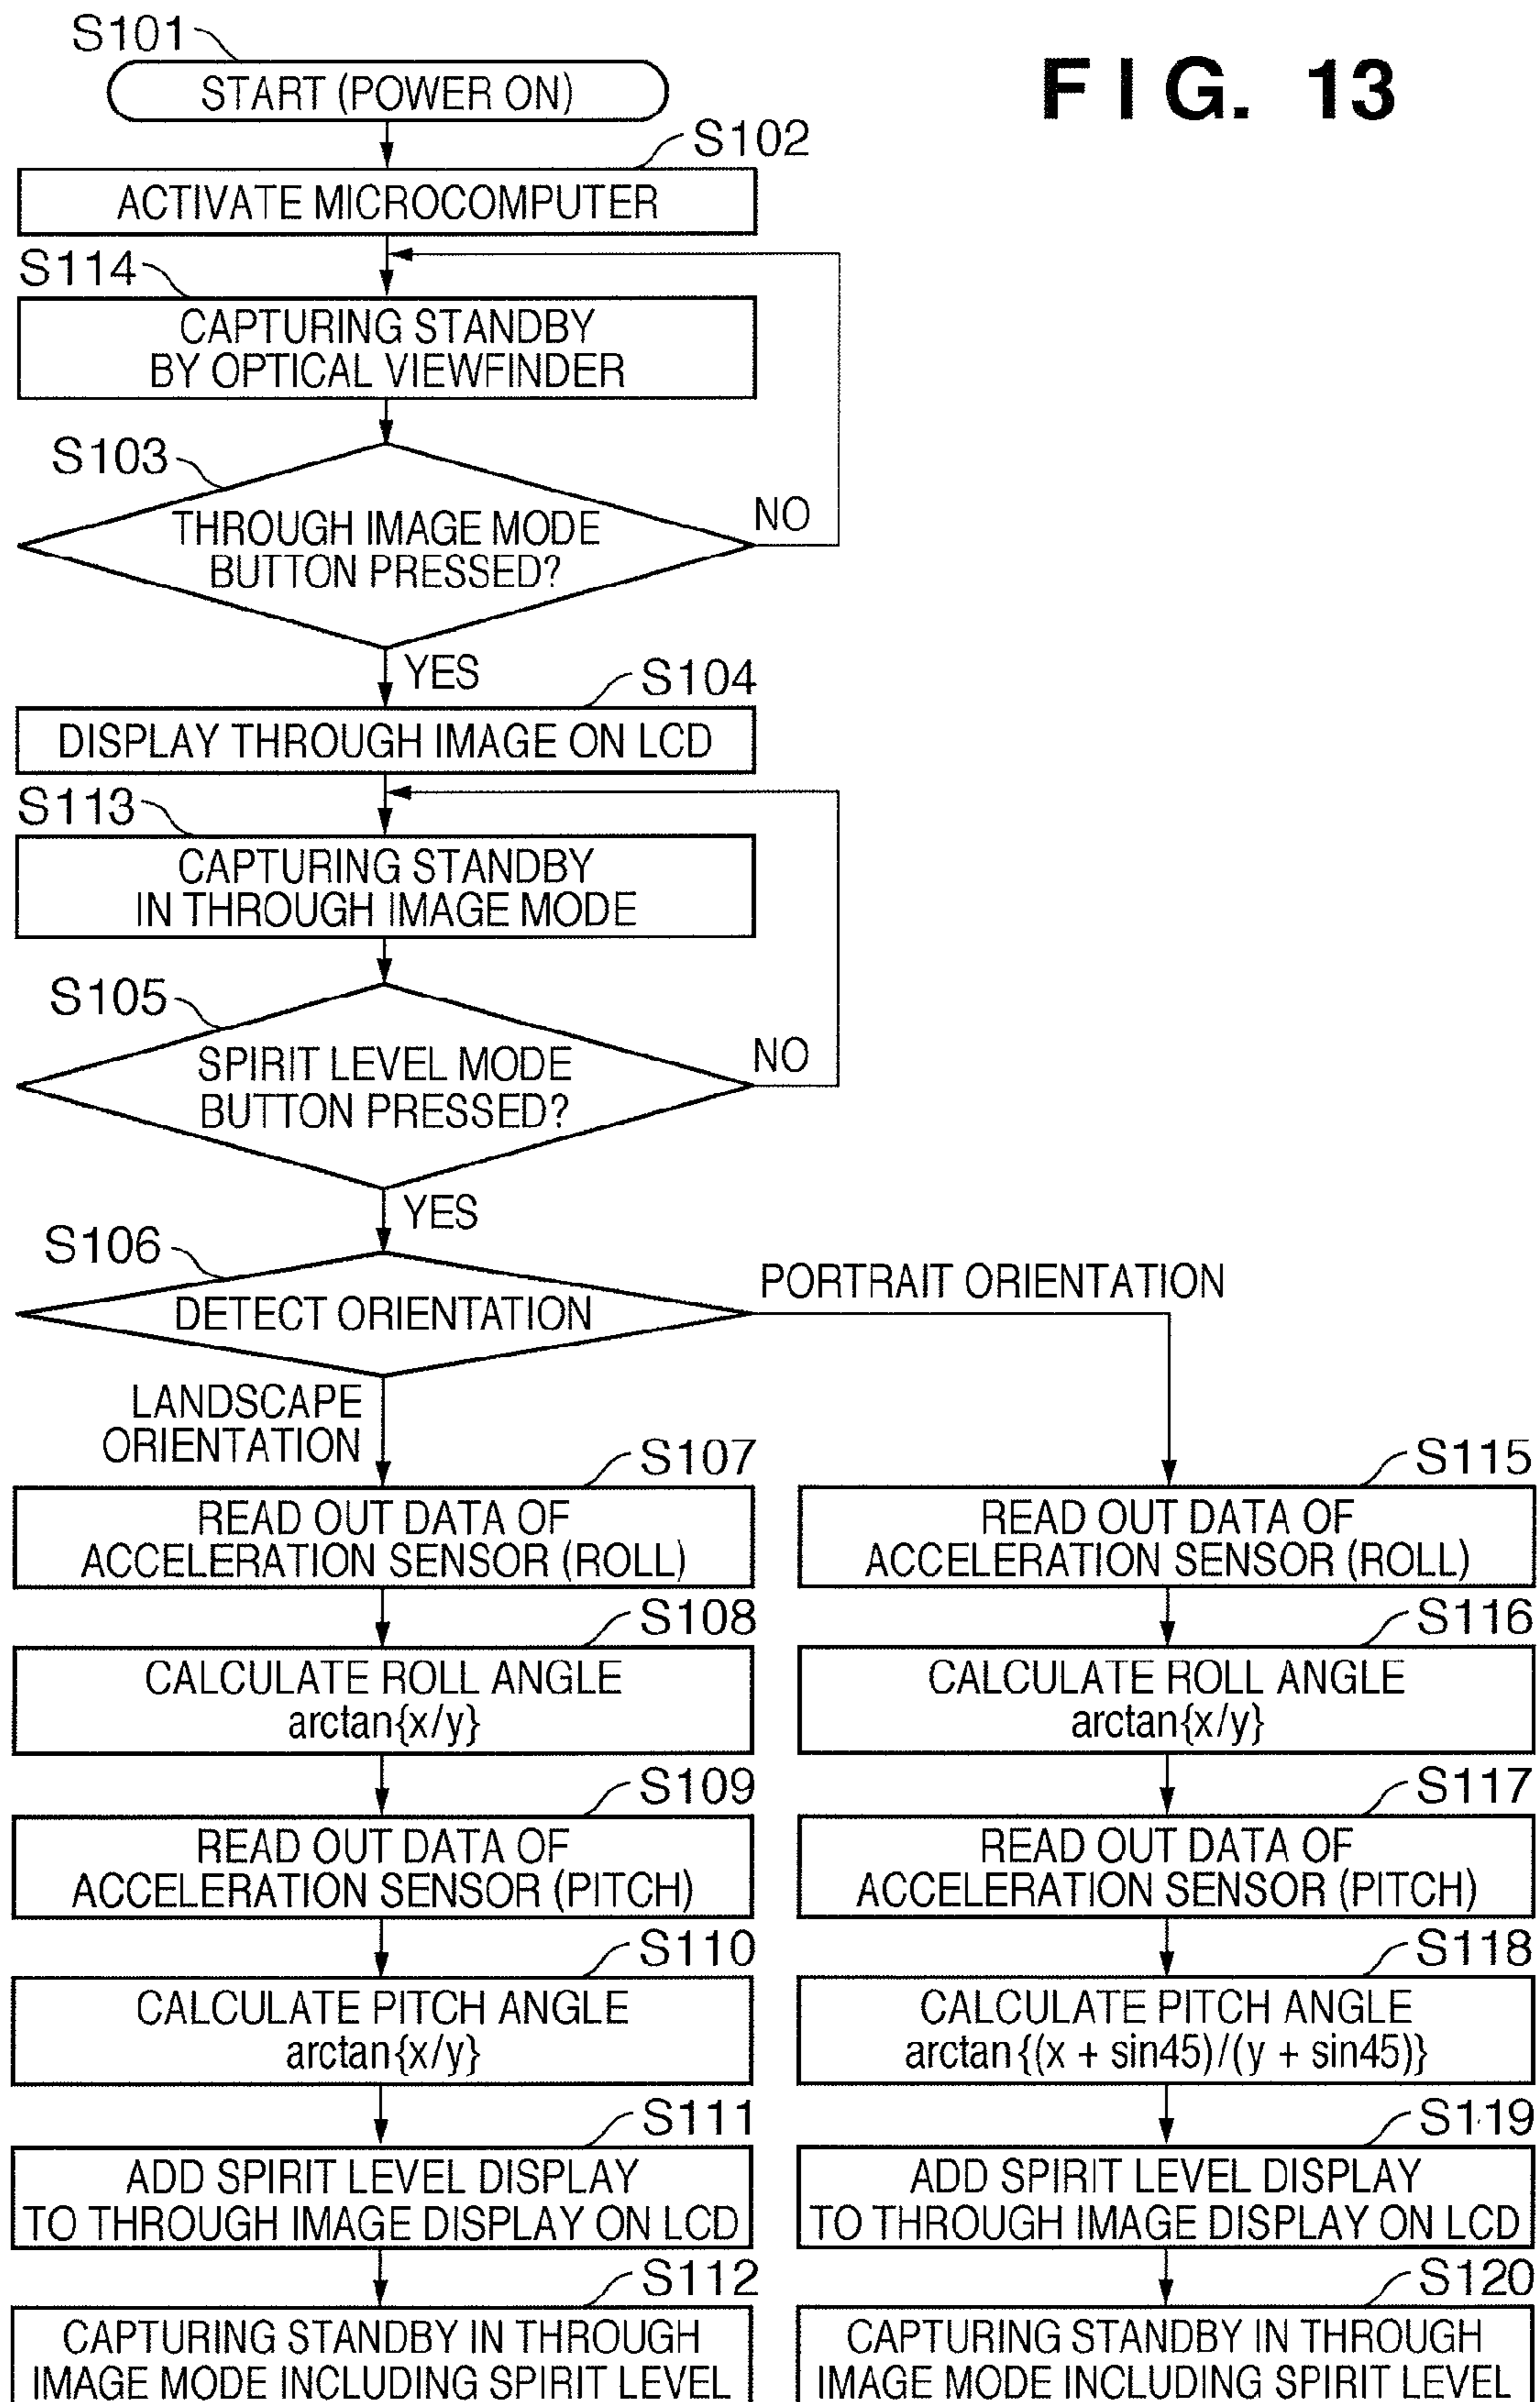 FIG. 13
S101
START (POWER ON)
S102
ACTIVATE MICROCOMPUTER
S114
CAPTURING STANDBY
BY OPTICAL VIEWFINDER
S103
THROUGH IMAGE MODE
BUTTON PRESSED?
NO
YES
S104
DISPLAY THROUGH IMAGE ON LCD
S113
CAPTURING STANDBY
IN THROUGH IMAGE MODE
S105
SPIRIT LEVEL MODE
BUTTON PRESSED?
NO
YES
S106
DETECT ORIENTATION
PORTRAIT ORIENTATION
LANDSCAPE
ORIENTATION
S107
READ OUT DATA OF
ACCELERATION SENSOR (ROLL)
S108
CALCULATE ROLL ANGLE
arctan{x/y}
S109
READ OUT DATA OF
ACCELERATION SENSOR (PITCH)
S110
CALCULATE PITCH ANGLE
arctan{x/y}
S111
ADD SPIRIT LEVEL DISPLAY
TO THROUGH IMAGE DISPLAY ON LCD
S112
CAPTURING STANDBY IN THROUGH
IMAGE MODE INCLUDING SPIRIT LEVEL
S115
READ OUT DATA OF
ACCELERATION SENSOR (ROLL)
S116
CALCULATE ROLL ANGLE
arctan{x/y}
S117
READ OUT DATA OF
ACCELERATION SENSOR (PITCH)
S118
CALCULATE PITCH ANGLE
arctan{(x + sin45)/(y + sin45)}
S119
ADD SPIRIT LEVEL DISPLAY
TO THROUGH IMAGE DISPLAY ON LCD
S120
CAPTURING STANDBY IN THROUGH
IMAGE MODE INCLUDING SPIRIT LEVEL